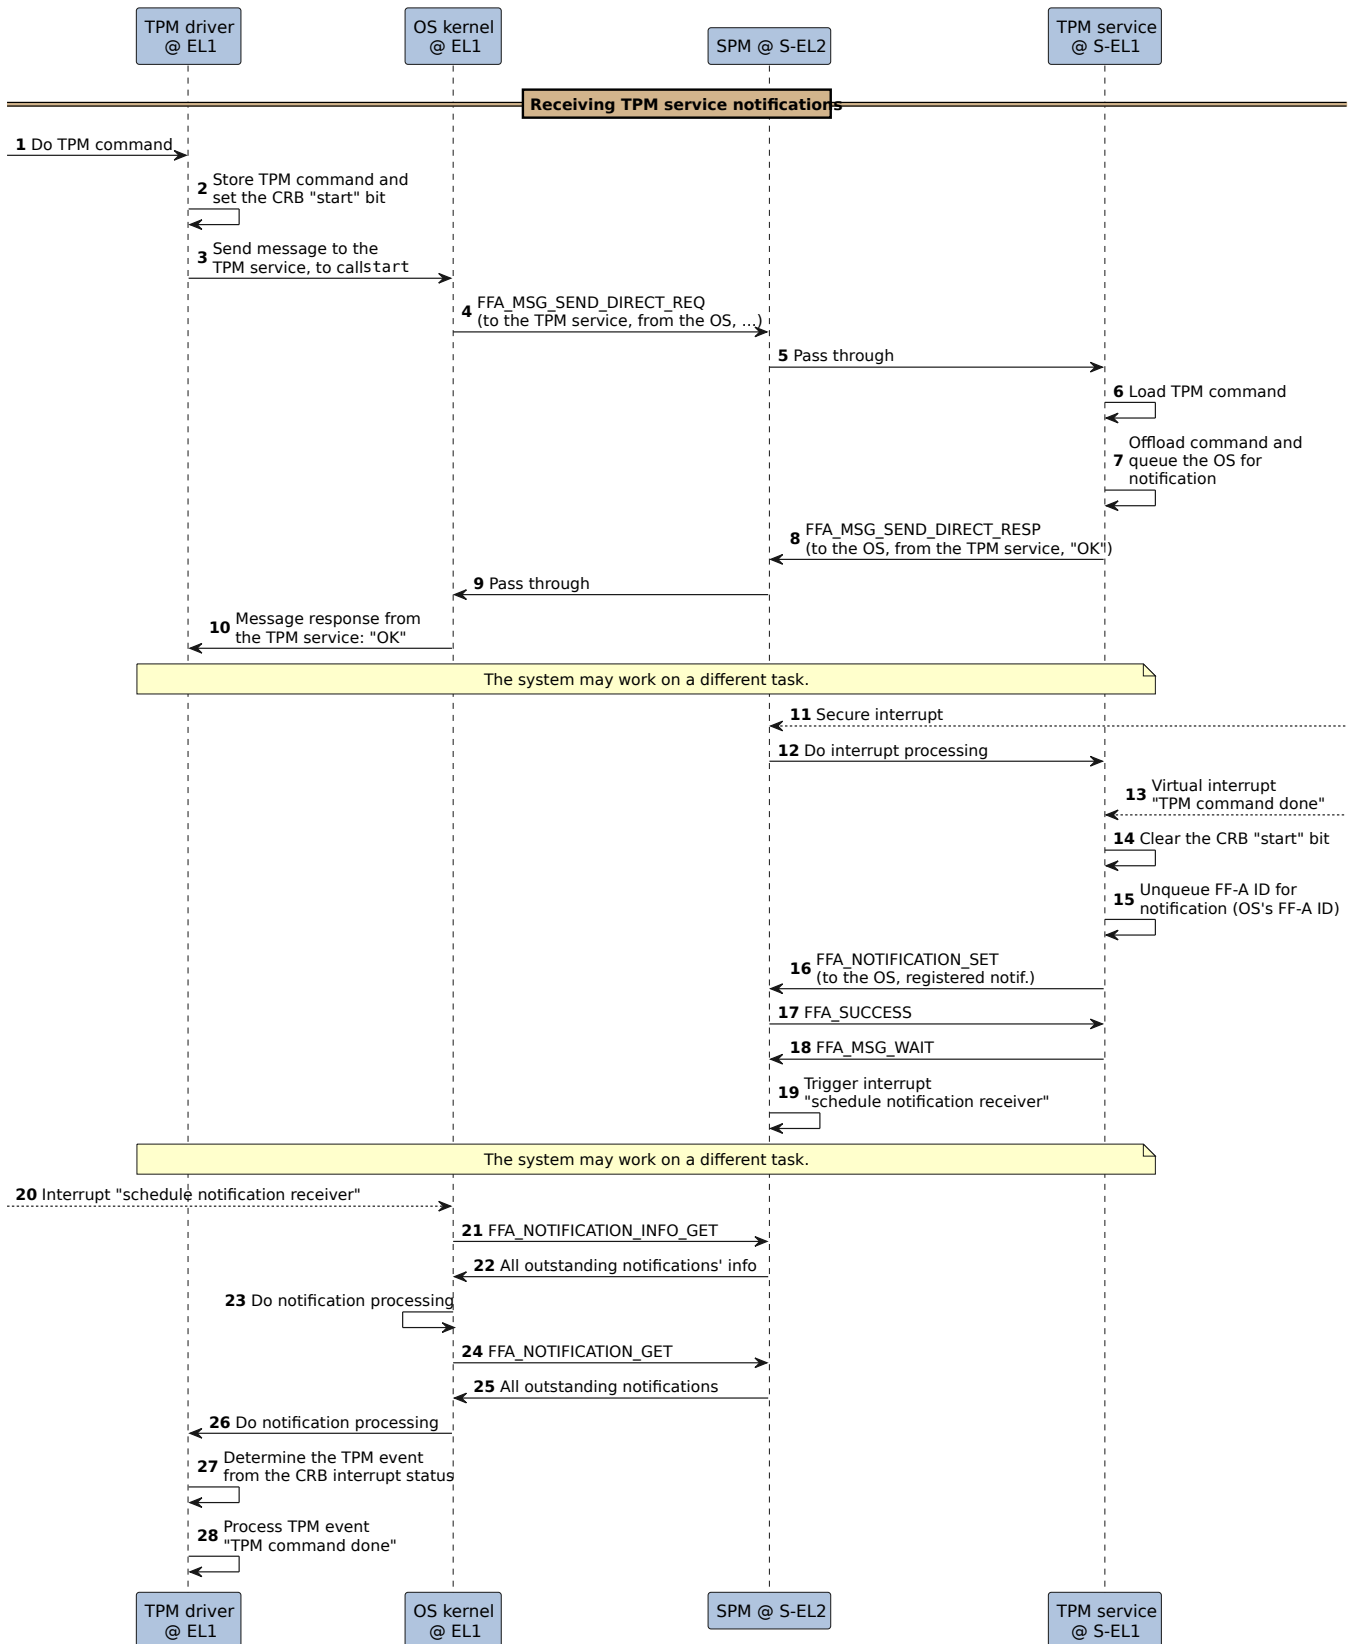 TPM driver
@ EL1
OS kernel
@ EL1
SPM @ S-EL2
TPM service
@ S-EL1
Receiving TPM service notifications
1 Do TPM command
2 Store TPM command and
set the CRB "start" bit
3 Send message to the
TPM service, to callstart
4 FFA_MSG_SEND_DIRECT_REQ
(to the TPM service, from the OS, ...)
5 Pass through
6 Load TPM command
Offload command and
7 queue the OS for
notification
8 FFA_MSG_SEND_DIRECT_RESP
(to the OS, from the TPM service, "OK")
9 Pass through
10 Message response from
the TPM service: "OK"
The system may work on a different task.
11 Secure interrupt
12 Do interrupt processing
13 Virtual interrupt
"TPM command done"
14 Clear the CRB "start" bit
15 Unqueue FF-A ID for
notification (OS's FF-A ID)
16 FFA_NOTIFICATION_SET
(to the OS, registered notif.)
17 FFA_SUCCESS
18 FFA_MSG_WAIT
19 Trigger interrupt
"schedule notification receiver"
The system may work on a different task.
20 Interrupt "schedule notification receiver"
21 FFA_NOTIFICATION_INFO_GET
22 All outstanding notifications' info
23 Do notification processing
24 FFA_NOTIFICATION_GET
25 All outstanding notifications
26 Do notification processing
27 Determine the TPM event
from the CRB interrupt status
28 Process TPM event
"TPM command done"
TPM driver
@ EL1
OS kernel
@ EL1
SPM @ S-EL2
TPM service
@ S-EL1